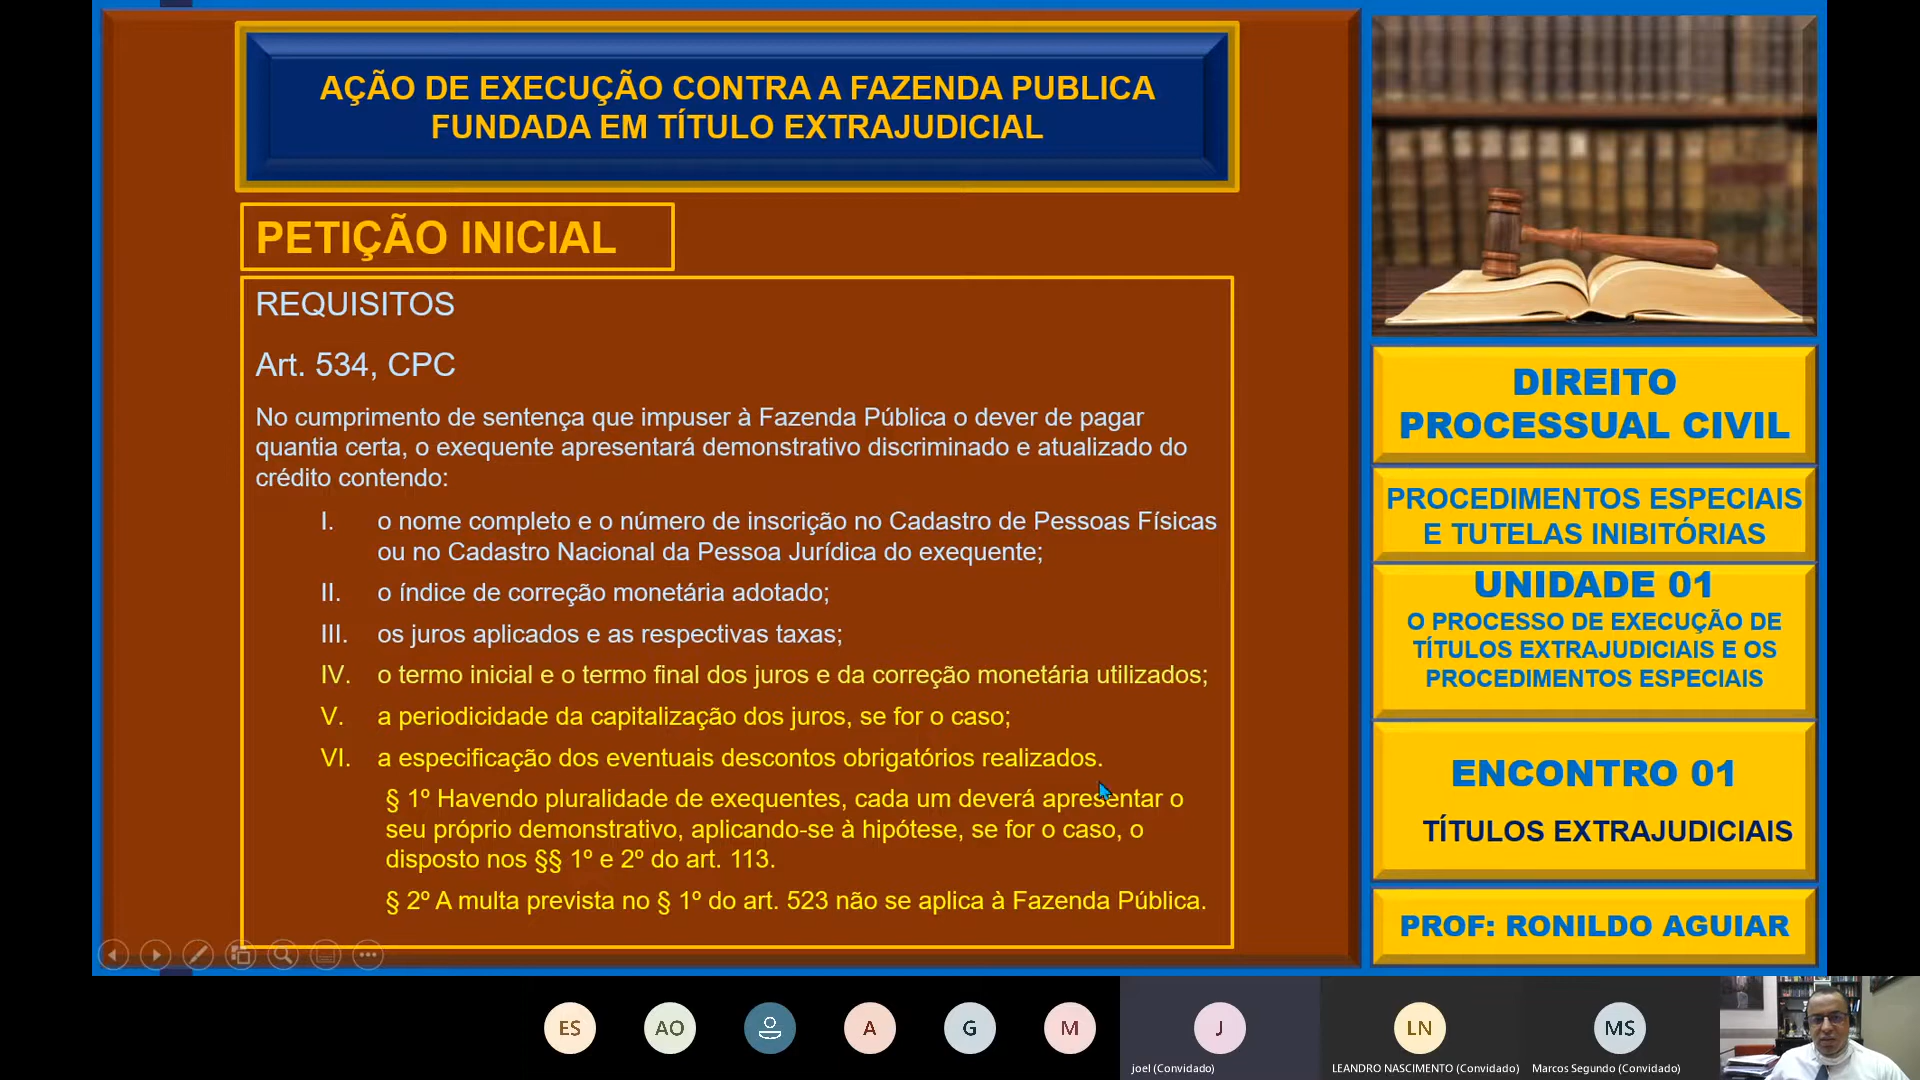 AÇÃO DE EXECUÇÃO CONTRA A FAZENDA PUBLICA
FUNDADA EM TÍTULO EXTRAJUDICIAL
PETIÇÃO INICIAL
REQUISITOS
Art. 534, CPC
No cumprimento de sentença que impuser à Fazenda Pública o dever de pagar
quantia certa, o exequente apresentará demonstrativo discriminado e atualizado do
crédito contendo:
I. o nome completo e o número de inscrição no Cadastro de Pessoas Físicas
ou no Cadastro Nacional da Pessoa Jurídica do exequente;
II. o índice de correção monetária adotado;
III. os juros aplicados e as respectivas taxas;
IV. o termo inicial e o termo final dos juros e da correção monetária utilizados;
V. a periodicidade da capitalização dos juros, se for o caso;
VI. a especificação dos eventuais descontos obrigatórios realizados.
§ 1º Havendo pluralidade de exequentes, cada um deverá apresentar o
seu próprio demonstrativo, aplicando-se à hipótese, se for o caso, o
disposto nos §§ 1º e 2º do art. 113.
§ 2º A multa prevista no § 1º do art. 523 não se aplica à Fazenda Pública.
DIREITO
PROCESSUAL CIVIL
PROCEDIMENTOS ESPECIAIS
E TUTELAS INIBITÓRIAS
UNIDADE 01
O PROCESSO DE EXECUÇÃO DE
TÍTULOS EXTRAJUDICIAIS E OS
PROCEDIMENTOS ESPECIAIS
ENCONTRO 01
TÍTULOS EXTRAJUDICIAIS
PROF: RONILDO AGUIAR
ES
AO
A
G
M
J
LN
MS
joel (Convidado)
LEANDRO NASCIMENTO (Convidado)
Marcos Segundo (Convidado)